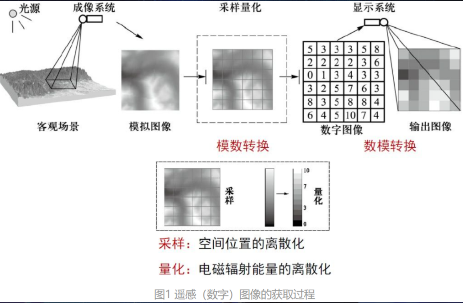 光源 成像系统 采样量化 显示系统
5 3 3 3 5 8
2 2 2 2 3 6
0 1 3 4 3 3
3 2 5 7 6 3
8 3 5 8 8 4
6 4 5 10 7 4
客观场景 模拟图像 数字图像 输出图像
模数转换 数模转换
采样 量化
10
7
3
0
采样：空间位置的离散化
量化：电磁辐射能量的离散化
图1 遥感（数字）图像的获取过程